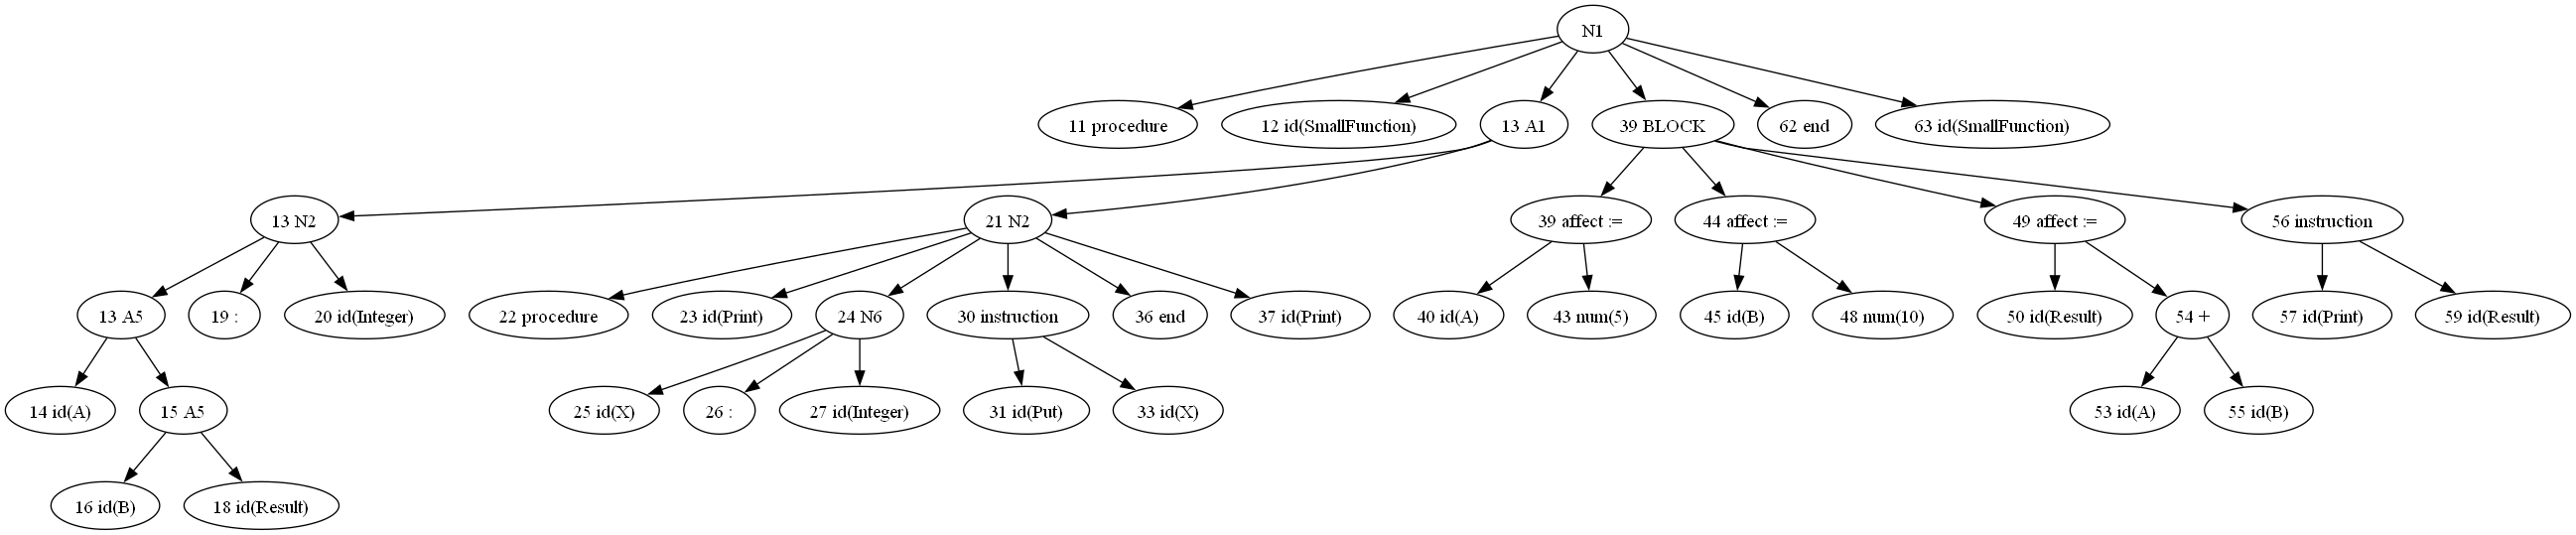 N1
11 procedure
12 id(SmallFunction)
13 A1
39 BLOCK
62 end
63 id(SmallFunction)
13 N2
21 N2
39 affect :=
44 affect :=
49 affect :=
56 instruction
13 A5
19 :
20 id(Integer)
22 procedure
23 id(Print)
24 N6
30 instruction
36 end
37 id(Print)
40 id(A)
43 num(5)
45 id(B)
48 num(10)
50 id(Result)
54 +
57 id(Print)
59 id(Result)
14 id(A)
15 A5
25 id(X)
26 :
27 id(Integer)
31 id(Put)
33 id(X)
53 id(A)
55 id(B)
16 id(B)
18 id(Result)